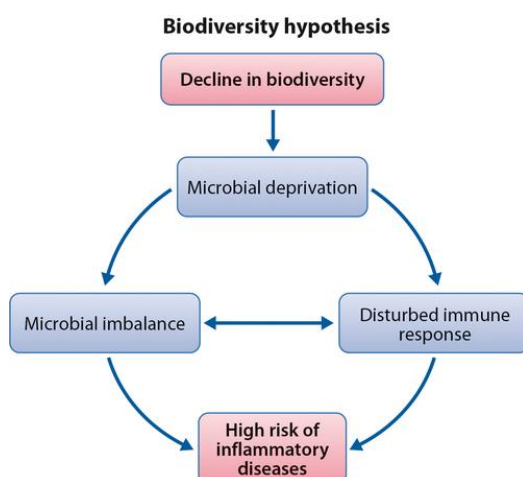 Biodiversity hypothesis
Decline in biodiversity
Microbial deprivation
Microbial imbalance
Disturbed immune
response
High risk of
inflammatory
diseases